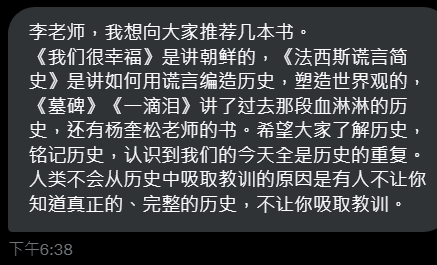 李老师，我想向大家推荐几本书。
《我们很幸福》是讲朝鲜的，《法西斯谎言简
史》是讲如何用谎言编造历史，塑造世界观的，
《墓碑》《一滴泪》讲了过去那段血淋淋的历
史，还有杨奎松老师的书。希望大家了解历史，
铭记历史，认识到我们的今天全是历史的重复。
人类不会从历史中吸取教训的原因是有人不让你
知道真正的、完整的历史，不让你吸取教训。
下午6:38